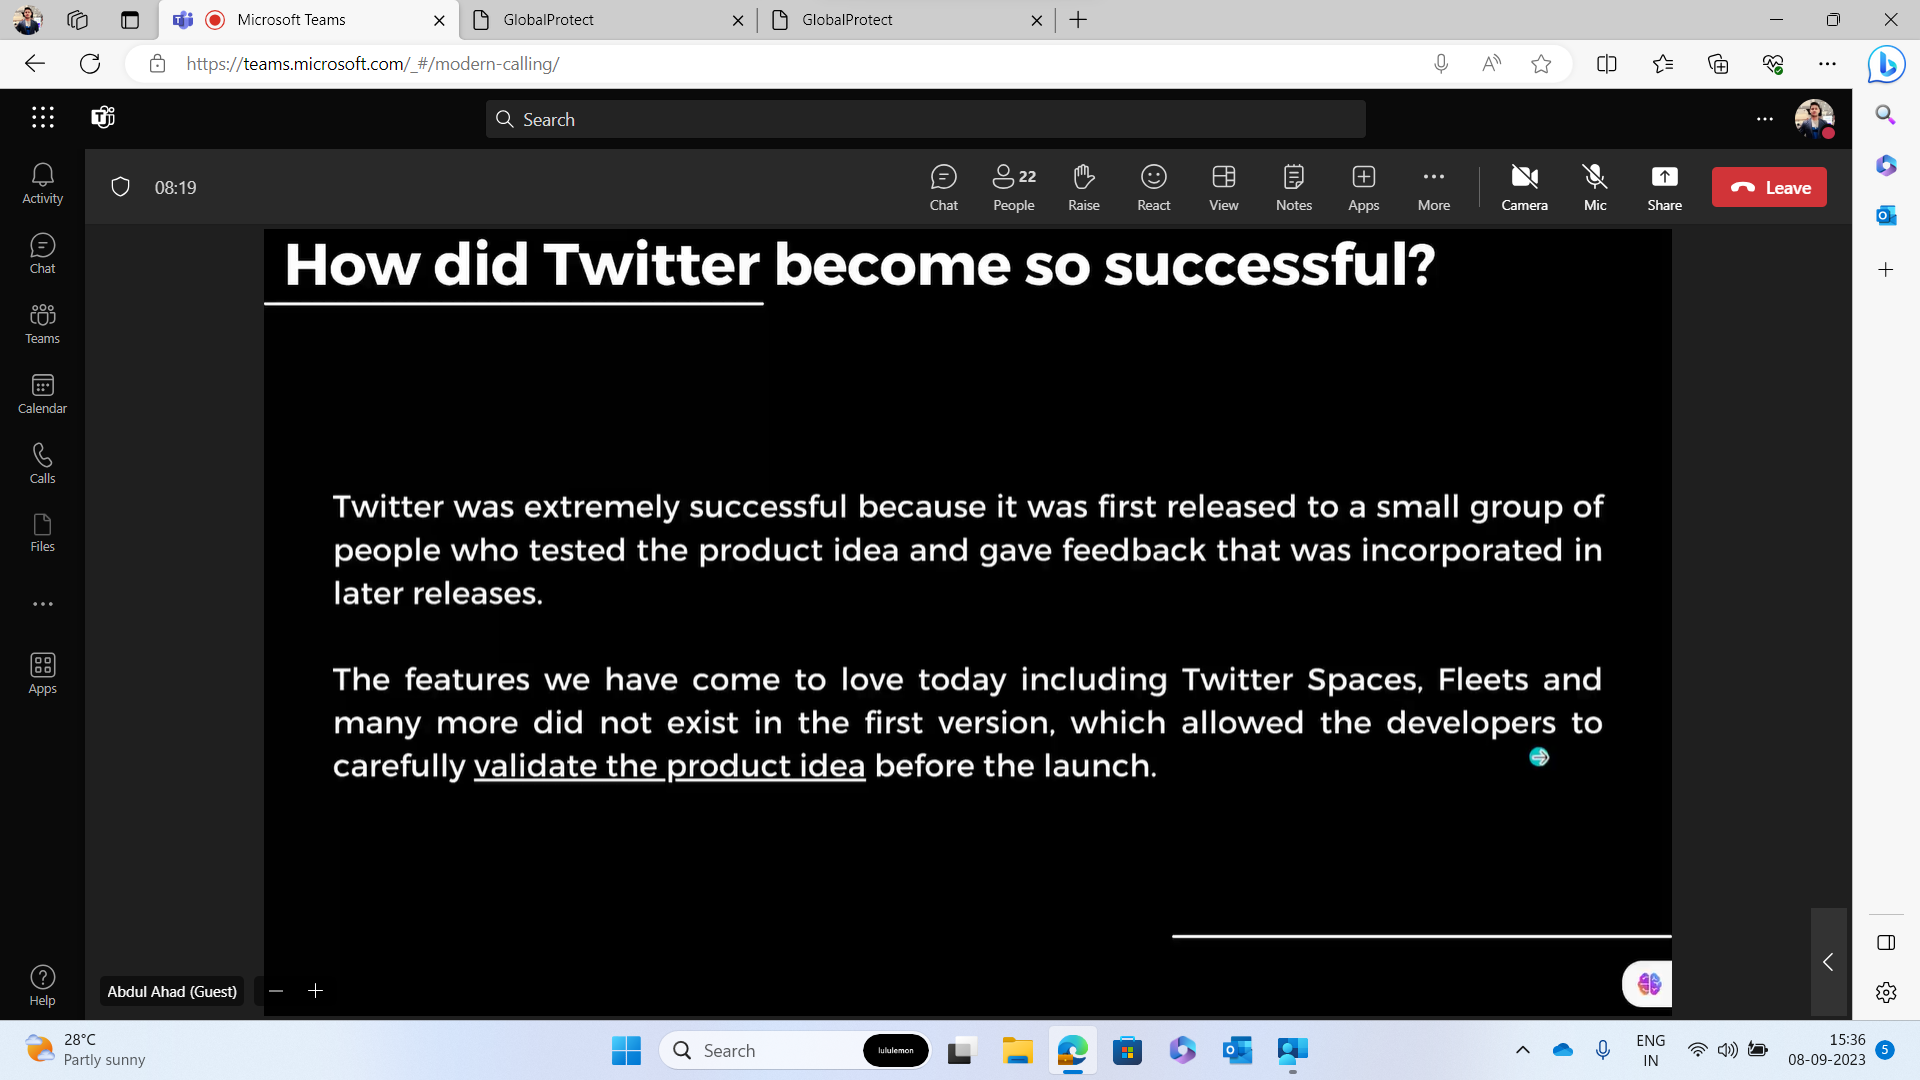 Microsoft Teams
GlobalProtect
GlobalProtect
https://teams.microsoft.com/_#/modern-calling/
Search
08:19
22
Chat
People
Raise
React
View
Notes
Apps
More
Camera
Mic
Share
Leave
Activity
Chat
Teams
Calendar
Calls
Files
Apps
Help
How did Twitter become so successful?
Twitter was extremely successful because it was first released to a small group of
people who tested the product idea and gave feedback that was incorporated in
later releases.
The features we have come to love today including Twitter Spaces, Fleets and
many more did not exist in the first version, which allowed the developers to
carefully validate the product idea before the launch.
Abdul Ahad (Guest)
28°C
Partly sunny
Search
lululemon
ENG
IN
15:36
08-09-2023
5